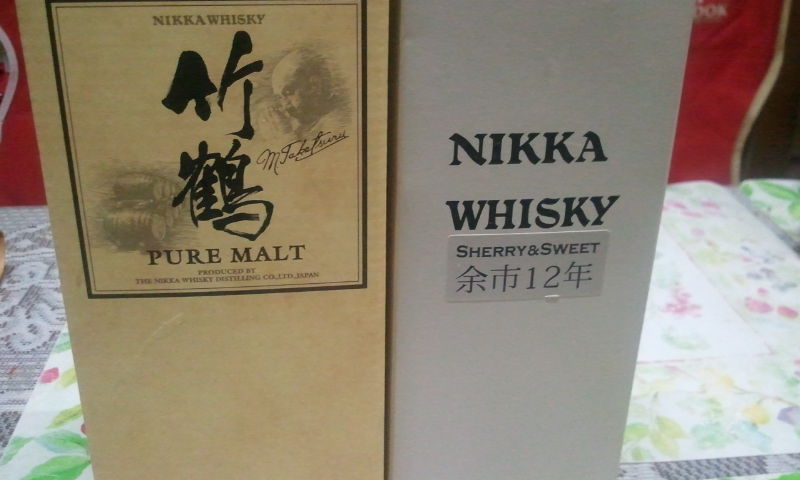 NIKKA WHISKY
竹
鶴
M Taketsuru
PURE MALT
PRODUCED BY
THE NIKKA WHISKY DISTILLING CO., LTD. JAPAN
NIKKA
WHISKY
SHERRY&SWEET
余市12年